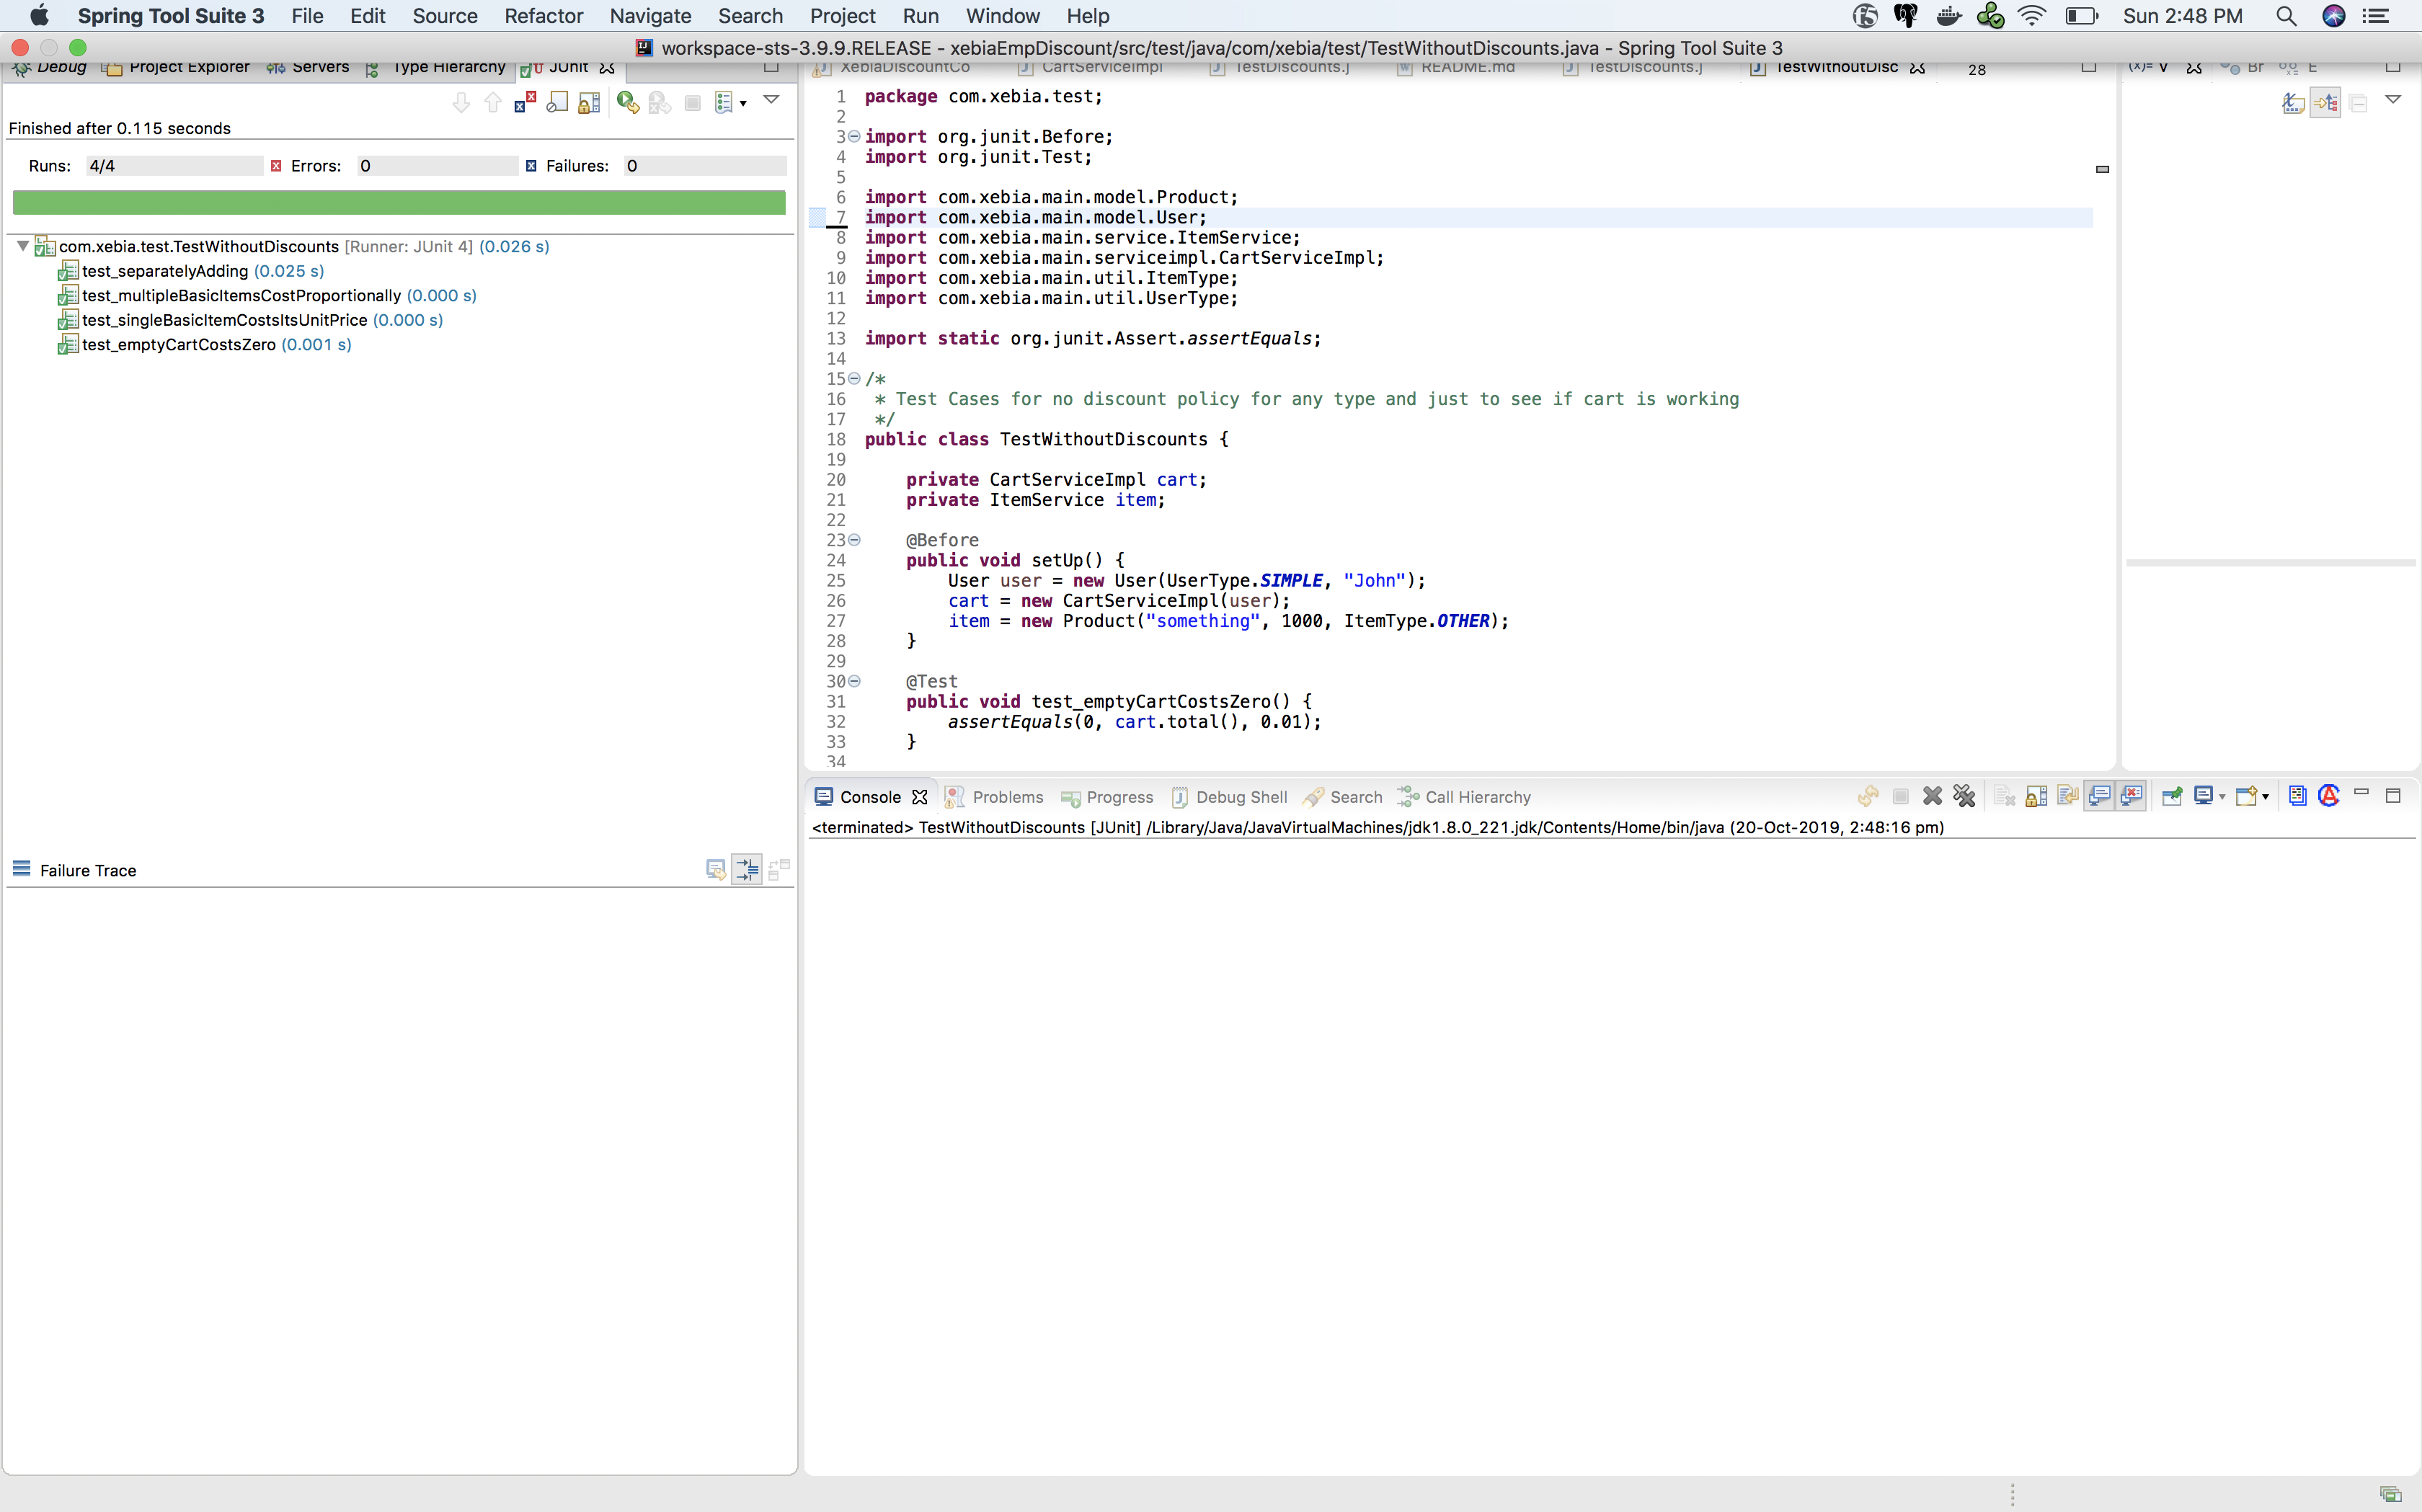 Spring Tool Suite 3 File Edit Source Refactor Navigate Search Project Run Window Help Sun 2:48 PM
workspace-sts-3.9.9.RELEASE - xebiaEmpDiscount/src/test/java/com/xebia/test/TestWithoutDiscounts.java - Spring Tool Suite 3
Debug Project Explorer Servers Type Hierarchy JUnit
XebiaDiscountCo CartServiceImpl TestDiscounts.j README.md TestDiscounts.j TestWithoutDisc 28
(x)= V Br E
Finished after 0.115 seconds
Runs: 4/4 Errors: 0 Failures: 0
com.xebia.test.TestWithoutDiscounts [Runner: JUnit 4] (0.026 s)
test_separatelyAdding (0.025 s)
test_multipleBasicItemsCostProportionally (0.000 s)
test_singleBasicItemCostsItsUnitPrice (0.000 s)
test_emptyCartCostsZero (0.001 s)
Failure Trace
1 package com.xebia.test;
2
3 import org.junit.Before;
4 import org.junit.Test;
5
6 import com.xebia.main.model.Product;
7 import com.xebia.main.model.User;
8 import com.xebia.main.service.ItemService;
9 import com.xebia.main.serviceimpl.CartServiceImpl;
10 import com.xebia.main.util.ItemType;
11 import com.xebia.main.util.UserType;
12
13 import static org.junit.Assert.assertEquals;
14
15 /*
16 * Test Cases for no discount policy for any type and just to see if cart is working
17 */
18 public class TestWithoutDiscounts {
19
20 private CartServiceImpl cart;
21 private ItemService item;
22
23 @Before
24 public void setUp() {
25 User user = new User(UserType.SIMPLE, "John");
26 cart = new CartServiceImpl(user);
27 item = new Product("something", 1000, ItemType.OTHER);
28 }
29
30 @Test
31 public void test_emptyCartCostsZero() {
32 assertEquals(0, cart.total(), 0.01);
33 }
34
Console Problems Progress Debug Shell Search Call Hierarchy
<terminated> TestWithoutDiscounts [JUnit] /Library/Java/JavaVirtualMachines/jdk1.8.0_221.jdk/Contents/Home/bin/java (20-Oct-2019, 2:48:16 pm)